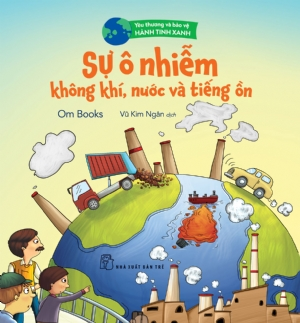 Yêu thương và bảo vệ
HÀNH TINH XANH
Sự ô nhiễm
không khí, nước và tiếng ồn
Om Books
Vũ Kim Ngân dịch
NHÀ XUẤT BẢN TRẺ